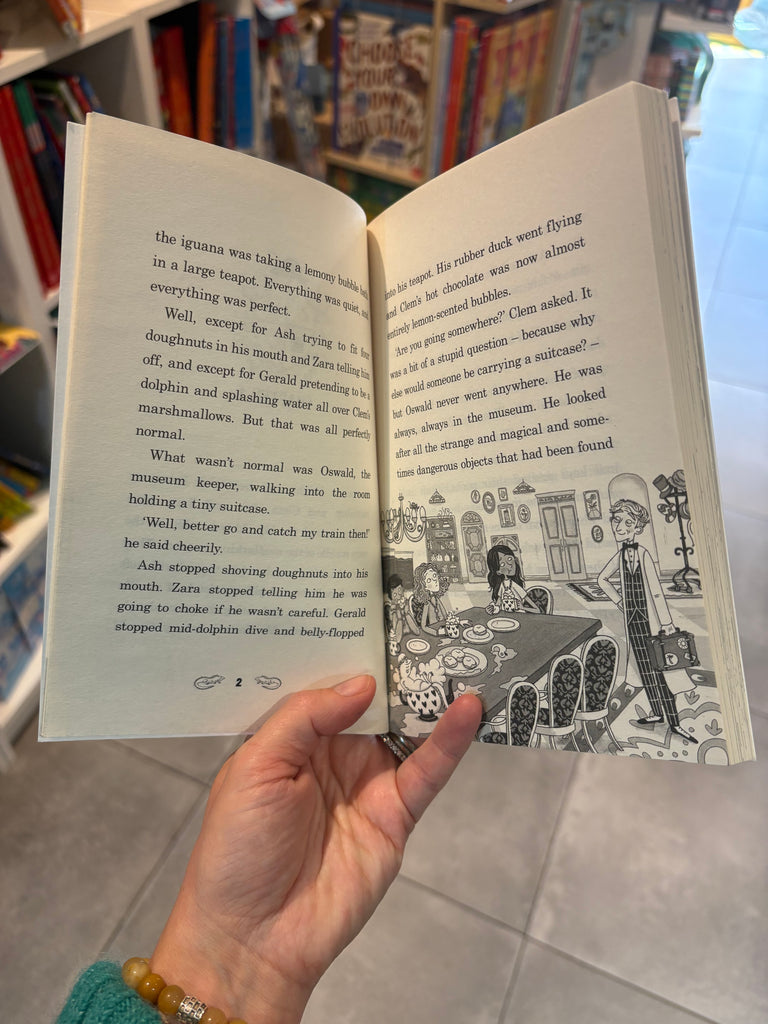 the iguana was taking a lemony bubble bath
in a large teapot. Everything was quiet, and
everything was perfect.
Well, except for Ash trying to fit four
doughnuts in his mouth and Zara telling him
off, and except for Gerald pretending to be a
dolphin and splashing water all over Clem's
marshmallows. But that was all perfectly
normal.
What wasn't normal was Oswald, the
museum keeper, walking into the room
holding a tiny suitcase.
'Well, better go and catch my train then!'
he said cheerily.
Ash stopped shoving doughnuts into his
mouth. Zara stopped telling him he was
going to choke if he wasn't careful. Gerald
stopped mid-dolphin dive and belly-flopped
2
into his teapot. His rubber duck went flying
and Clem's hot chocolate was now almost
entirely lemon-scented bubbles.
'Are you going somewhere?' Clem asked. It
was a bit of a stupid question – because why
else would someone be carrying a suitcase? –
but Oswald never went anywhere. He was
always, always in the museum. He looked
after all the strange and magical and some-
times dangerous objects that had been found
CHOOSE
YOUR
OWN
EVOLUTION